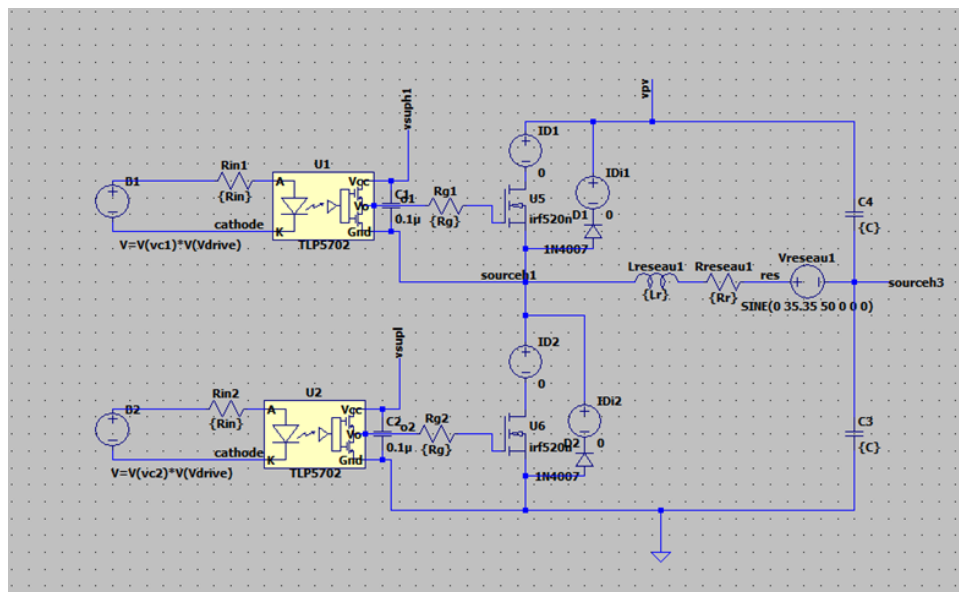 vpv
vsuph1
ID1
0
IDi1
0
U1
Rin1
{Rin}
B1
A
K
Vcc
Vo
Gnd
C1
o1
0.1µ
Rg1
{Rg}
U5
irf520n
D1
1N4007
C4
{C}
cathode
TLP5702
V=V(vc1)*V(Vdrive)
sourceh1
Lreseau1
{Lr}
Rreseau1
{Rr}
res
Vreseau1
SINE(0 35.35 50 0 0 0)
sourceh3
vsupl
ID2
0
IDi2
0
U2
Rin2
{Rin}
B2
A
K
Vcc
Vo
Gnd
C2
o2
0.1µ
Rg2
{Rg}
U6
irf520n
D2
1N4007
C3
{C}
cathode
TLP5702
V=V(vc2)*V(Vdrive)